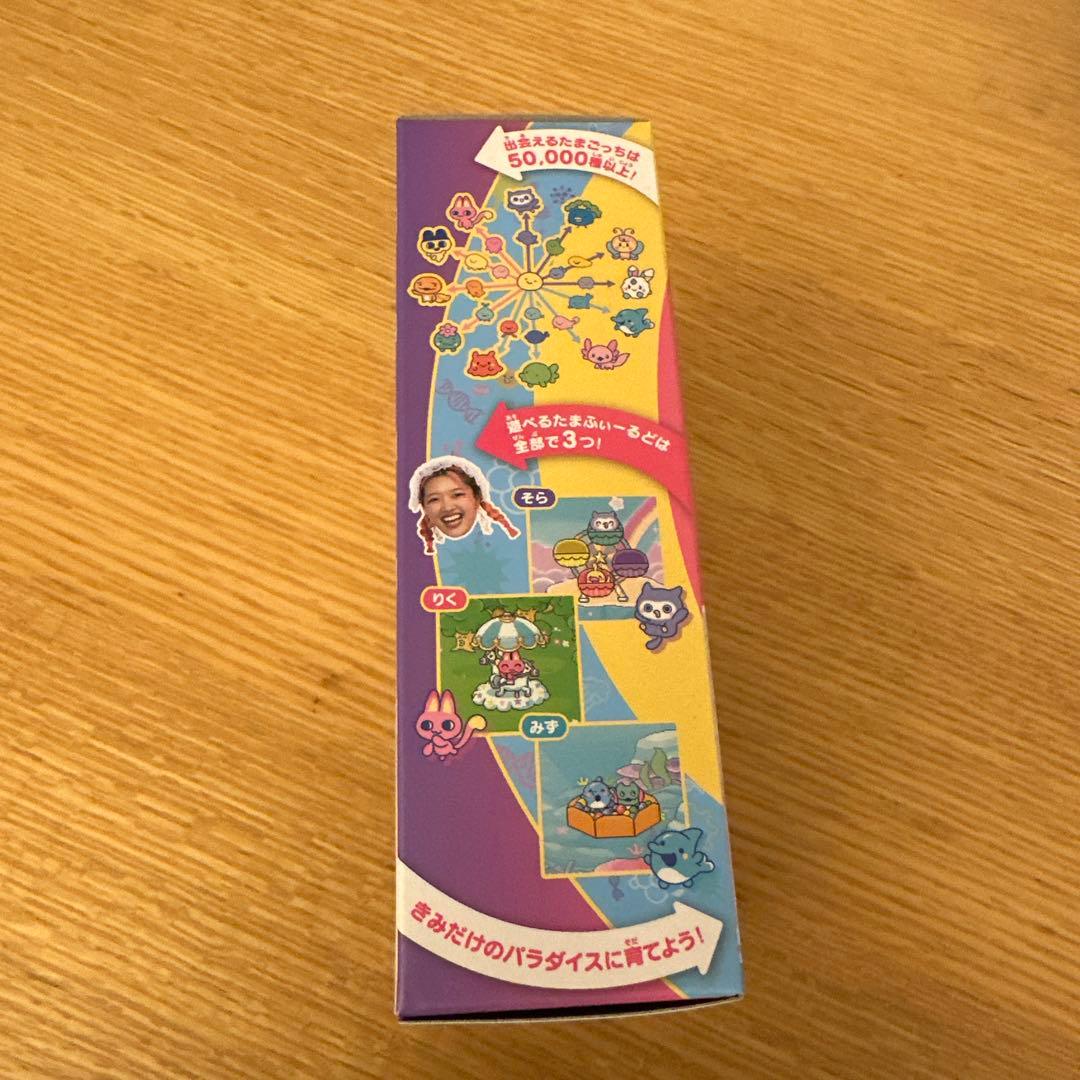 出会えるたまごっちは
50,000種以上!
遊べるたまふぃーるどは
全部で3つ!
そら
りく
みず
きみだけのパラダイスに育てよう!